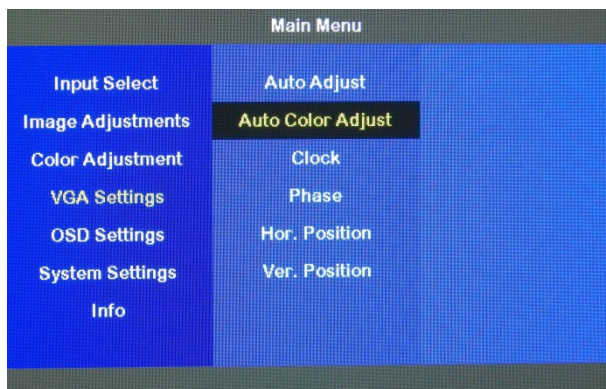 Main Menu
Input Select
Image Adjustments
Color Adjustment
VGA Settings
OSD Settings
System Settings
Info
Auto Adjust
Auto Color Adjust
Clock
Phase
Hor. Position
Ver. Position